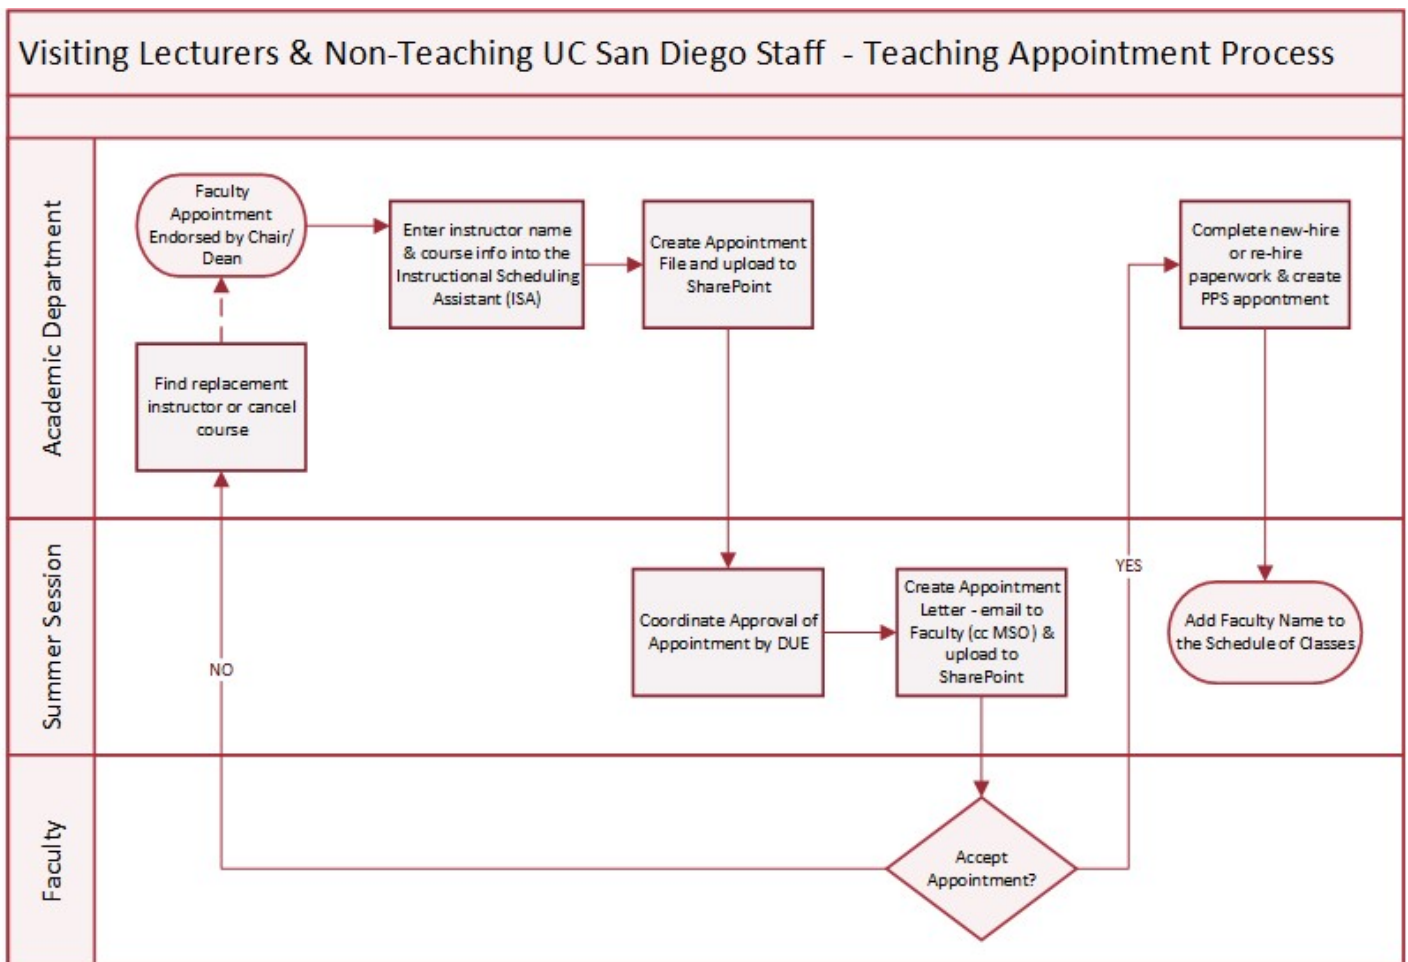 Visiting Lecturers & Non-Teaching UC San Diego Staff - Teaching Appointment Process
Academic Department
Faculty
Appointment
Endorsed by Chair/
Dean
Enter instructor name
& course info into the
Instructional Scheduling
Assistant (ISA)
Create Appointment
File and upload to
SharePoint
Complete new-hire
or re-hire
paperwork & create
PPS appontment
Find replacement
instructor or cancel
course
Summer Session
NO
Coordinate Approval of
Appointment by DUE
Create Appointment
Letter - email to
Faculty (cc MSO) &
upload to
SharePoint
YES
Add Faculty Name to
the Schedule of Classes
Faculty
Accept
Appointment?